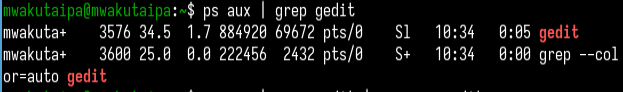 mwakutaipa@mwakutaipa:~$ ps aux | grep gedit
mwakuta+    3576 34.5  1.7 884920 69672 pts/0    Sl   10:34   0:05 gedit
mwakuta+    3600 25.0  0.0 222456  2432 pts/0    S+   10:34   0:00 grep --col
or=auto gedit